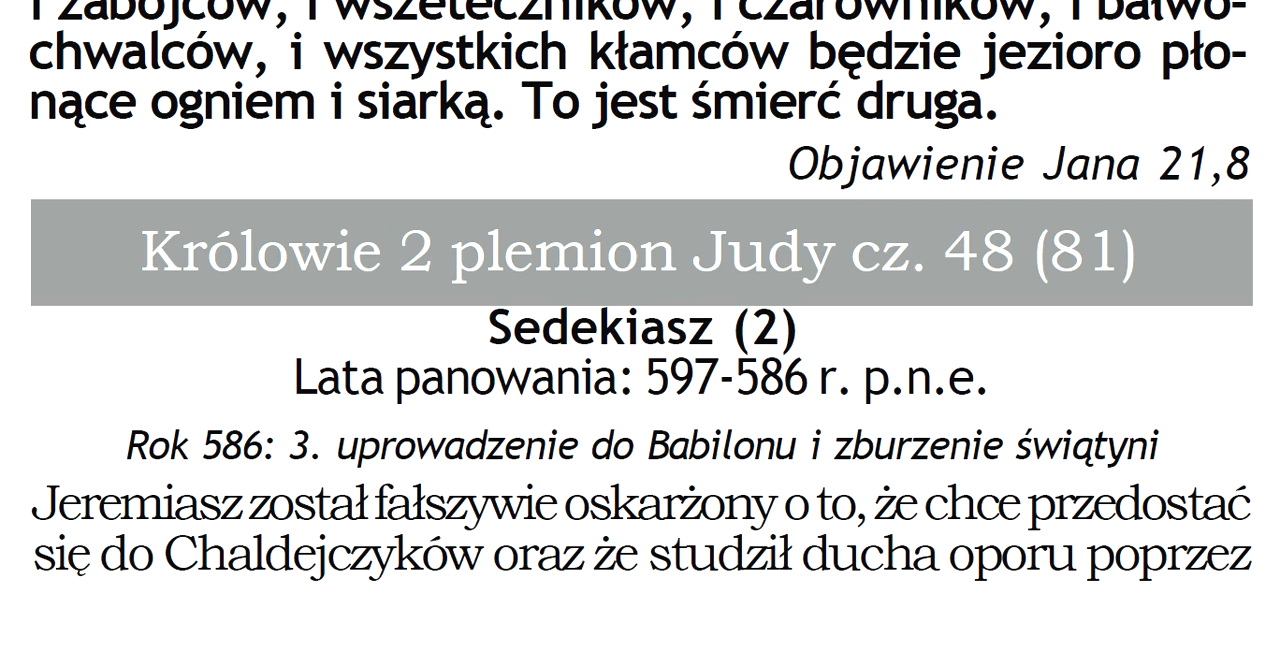 i zabójców, i wszeteczników, i czarowników, i bałwo-
chwalców, i wszystkich kłamców będzie jezioro pło-
nące ogniem i siarką. To jest śmierć druga.
Objawienie Jana 21,8
Królowie 2 plemion Judy cz. 48 (81)
Sedekiasz (2)
Lata panowania: 597-586 r. p.n.e.
Rok 586: 3. uprowadzenie do Babilonu i zburzenie świątyni
Jeremiasz został fałszywie oskarżony o to, że chce przedostać
się do Chaldejczyków oraz że studził ducha oporu poprzez